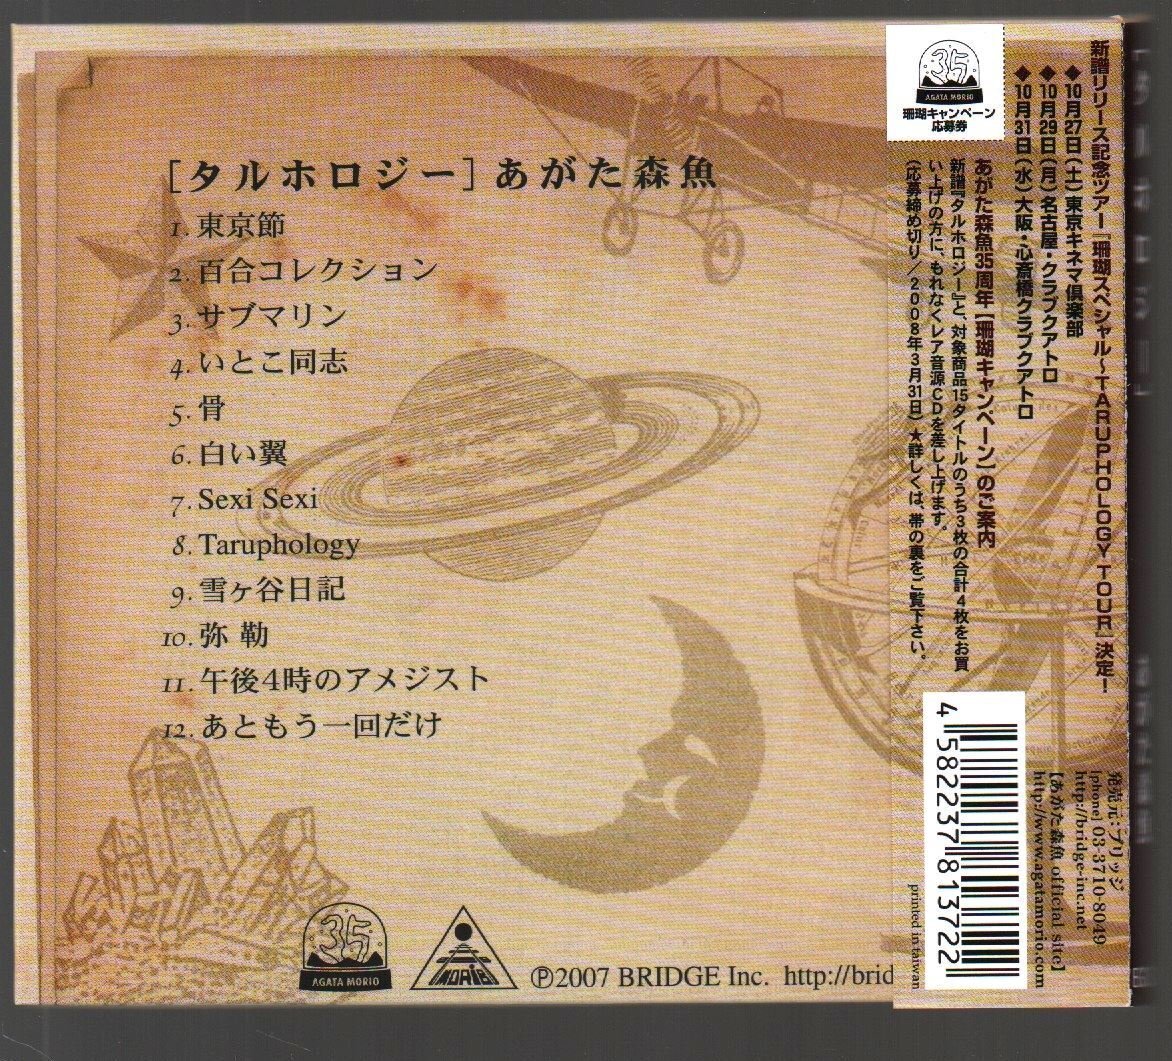 [タルホロジー] あがた森魚
1. 東京節
2. 百合コレクション
3. サブマリン
4. いとこ同志
5. 骨
6. 白い翼
7. Sexi Sexi
8. Taruphology
9. 雪ヶ谷日記
10. 弥 勒
11. 午後4時のアメジスト
12. あともう一回だけ
35
AGATA MORIO
MORIO
℗2007 BRIDGE Inc. http://brid
35
AGATA MORIO
珊瑚キャンペーン
応募券
新譜リリース記念ツアー『珊瑚スペシャル〜TARUPHOLOGY TOUR』決定！
◆10月27日(土)東京キネマ倶楽部
◆10月29日(月)名古屋・クラブクアトロ
◆10月31日(水)大阪・心斎橋クラブクアトロ
あがた森魚35周年【珊瑚キャンペーン】のご案内
新譜『タルホロジー』と、対象商品15タイトルのうち3枚の合計4枚をお買
い上げの方に、もれなくレア音源CDを差し上げます。
(応募締め切り/2008年3月31日)★詳しくは、帯の裏をご覧下さい。
発売元：ブリッジ
[phone] 03-3710-8049
http://bridge-inc.net
【あがた森魚 official site】
http://www.agatamorio.com
4 582237 813722
printed in taiwan